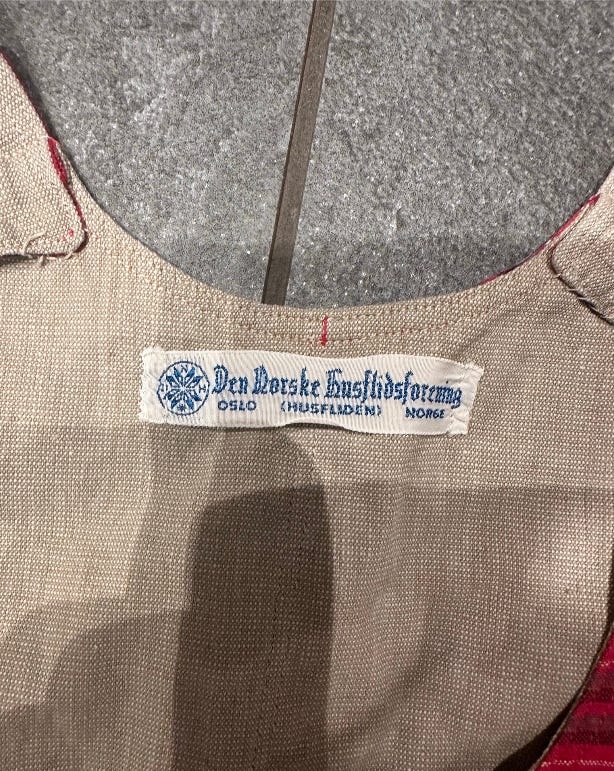 Den Norske Husflidsforening
OSLO (HUSFLIDEN) NORGE